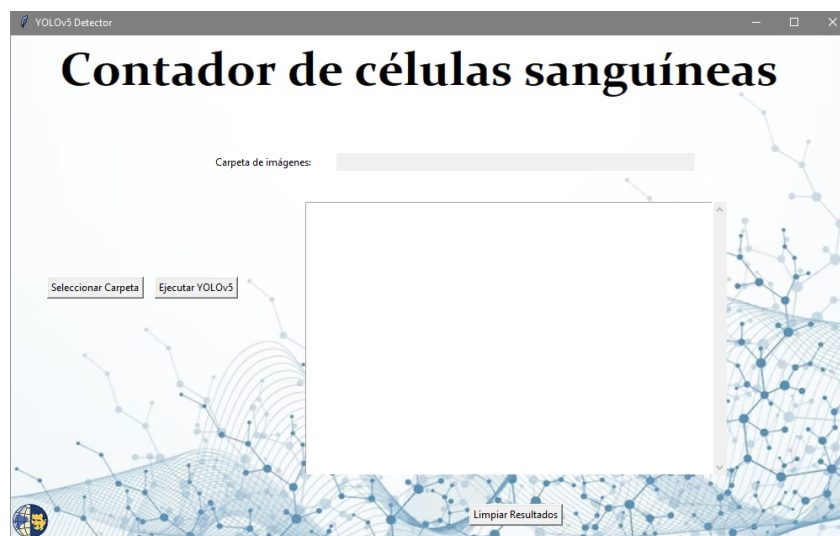 YOLOv5 Detector
Contador de células sanguíneas
Carpeta de imágenes:
Seleccionar Carpeta
Ejecutar YOLOv5
Limpiar Resultados